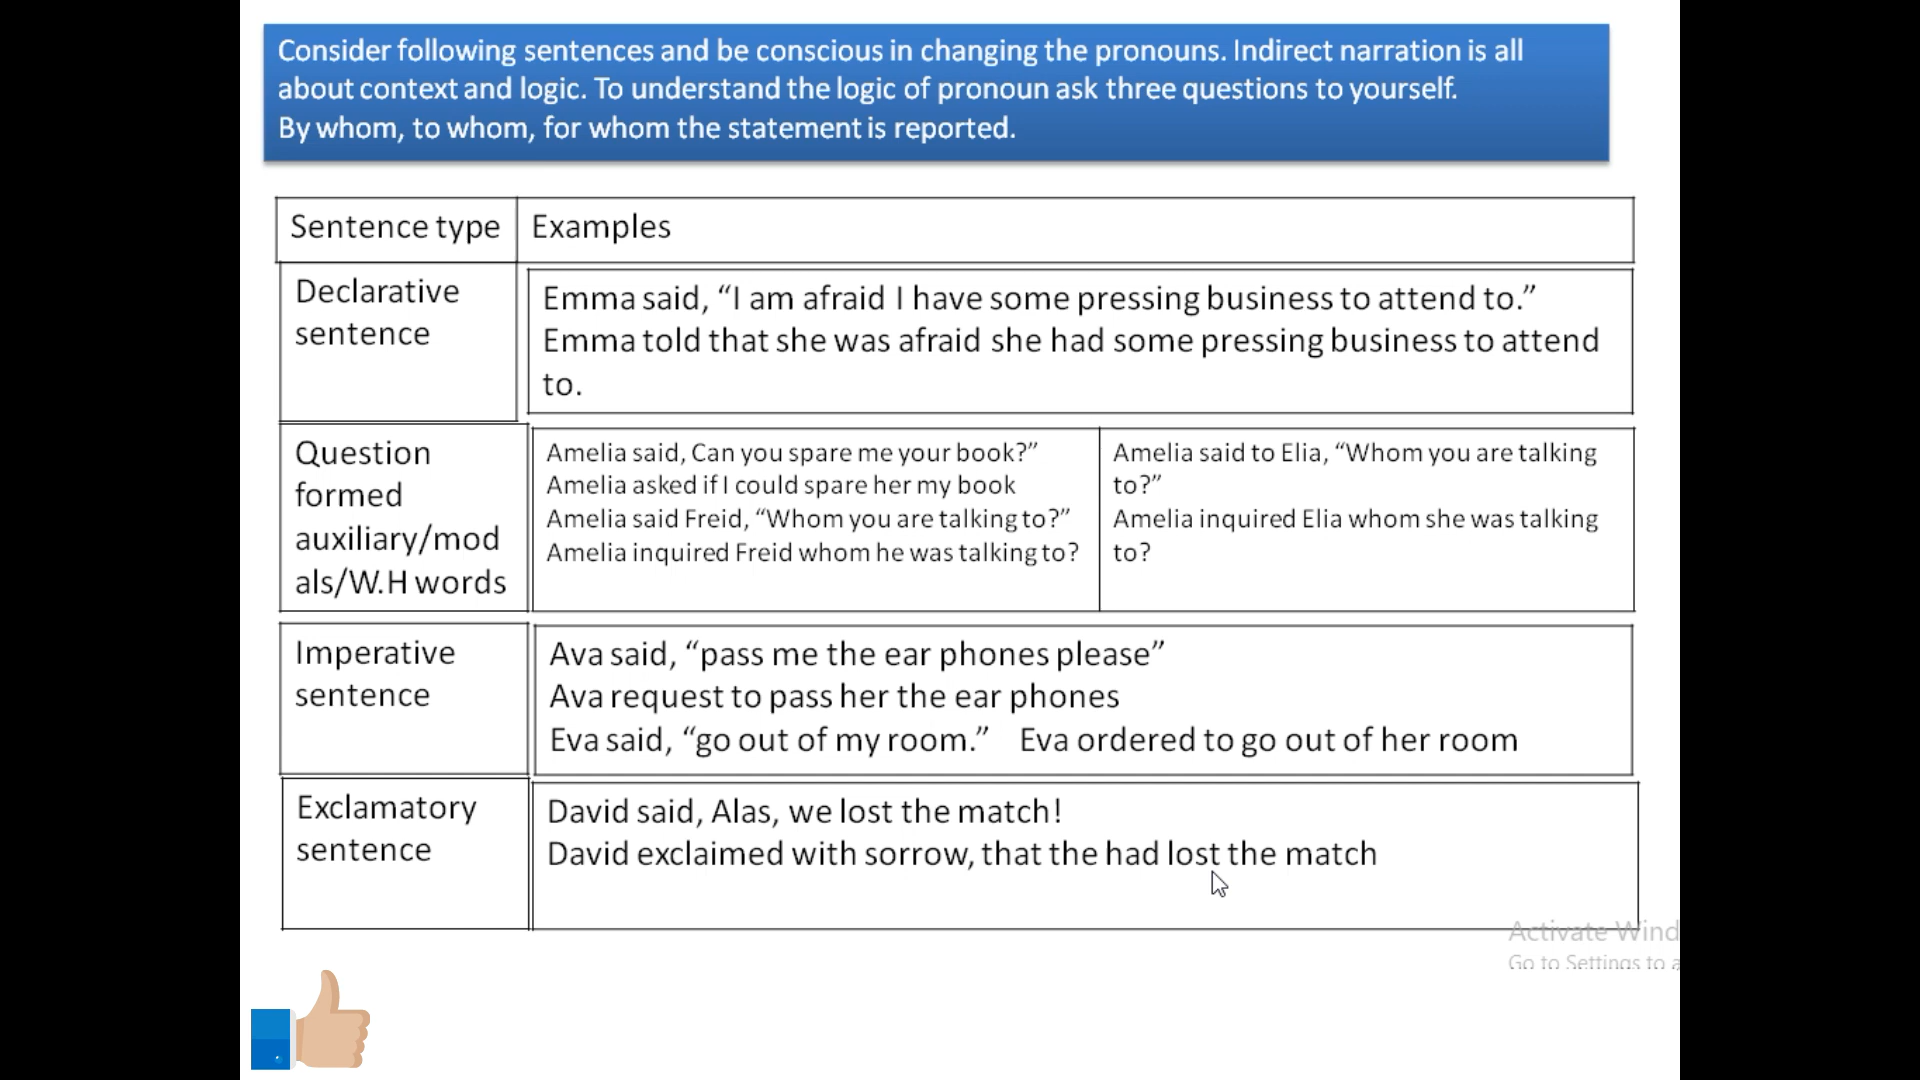 Consider following sentences and be conscious in changing the pronouns. Indirect narration is all
about context and logic. To understand the logic of pronoun ask three questions to yourself.
By whom, to whom, for whom the statement is reported.
Sentence type
Examples
Declarative
sentence
Emma said, “I am afraid I have some pressing business to attend to.”
Emma told that she was afraid she had some pressing business to attend
to.
Question
formed
auxiliary/mod
als/W.H words
Amelia said, Can you spare me your book?”
Amelia asked if I could spare her my book
Amelia said Freid, “Whom you are talking to?”
Amelia inquired Freid whom he was talking to?
Amelia said to Elia, “Whom you are talking
to?”
Amelia inquired Elia whom she was talking
to?
Imperative
sentence
Ava said, “pass me the ear phones please”
Ava request to pass her the ear phones
Eva said, “go out of my room.” Eva ordered to go out of her room
Exclamatory
sentence
David said, Alas, we lost the match!
David exclaimed with sorrow, that the had lost the match
Activate Wind
Go to Settings to a